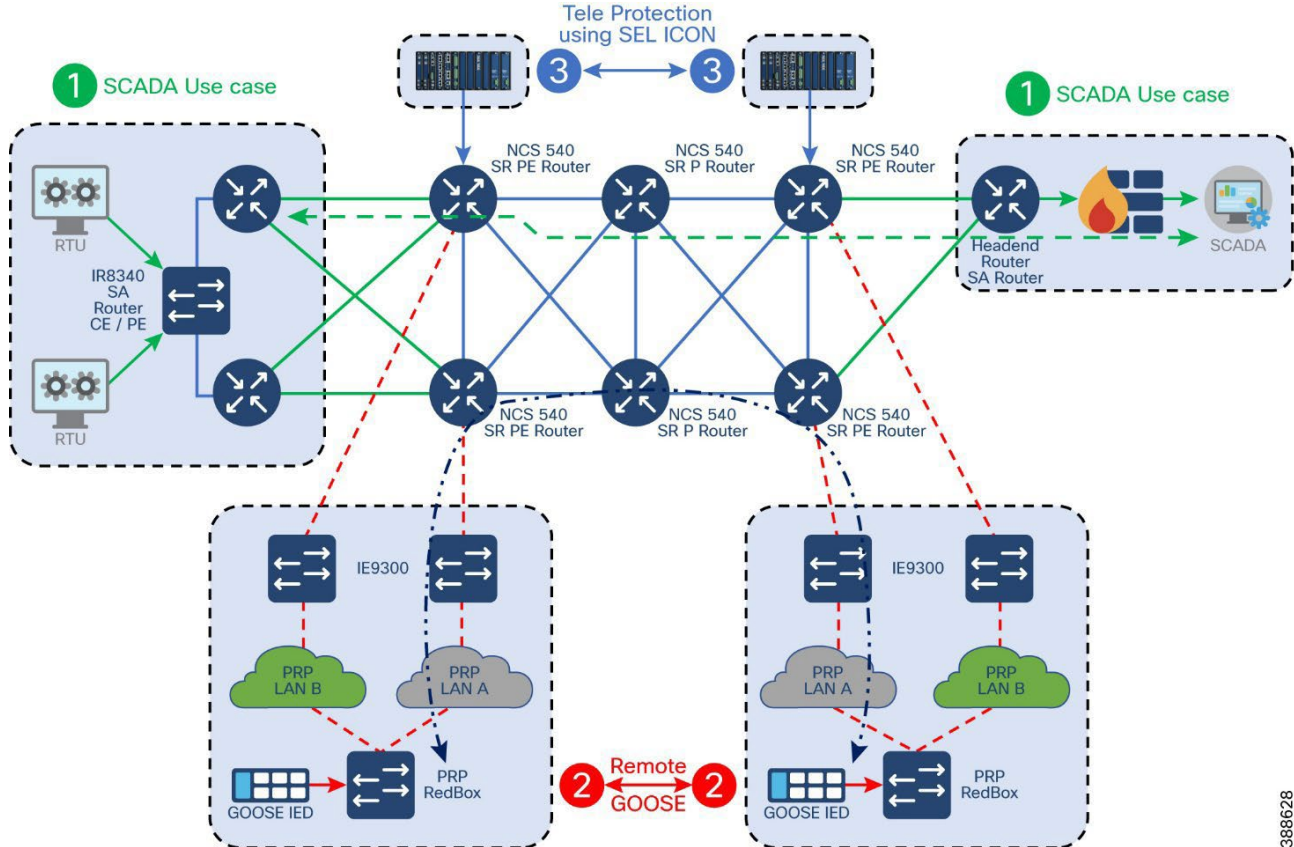 Tele Protection
using SEL ICON
3
3
1
SCADA Use case
1
SCADA Use case
NCS 540
SR PE Router
NCS 540
SR P Router
NCS 540
SR PE Router
RTU
IR8340
SA
Router
CE / PE
RTU
Headend
Router
SA Router
SCADA
NCS 540
SR PE Router
NCS 540
SR P Router
NCS 540
SR PE Router
IE9300
IE9300
PRP
LAN B
PRP
LAN A
PRP
LAN A
PRP
LAN B
GOOSE IED
PRP
RedBox
2
Remote
GOOSE
2
GOOSE IED
PRP
RedBox
388628